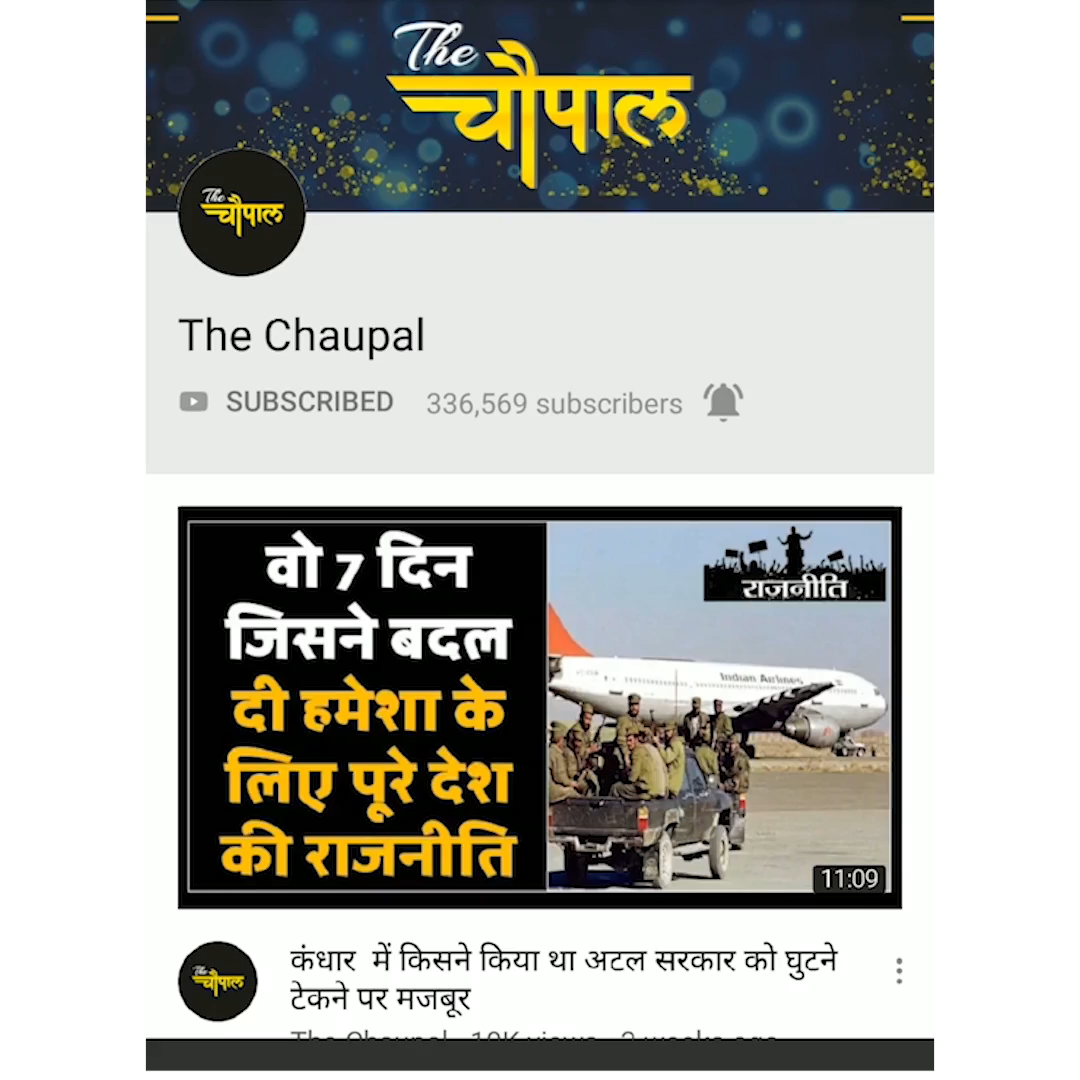 The
चौपाल
The
चौपाल
The Chaupal
SUBSCRIBED 336,569 subscribers
वो 7 दिन
जिसने बदल
दी हमेशा के
लिए पूरे देश
की राजनीति
राजनीति
Indian Airlines
11:09
The
चौपाल
कंधार में किसने किया था अटल सरकार को घुटने
टेकने पर मजबूर